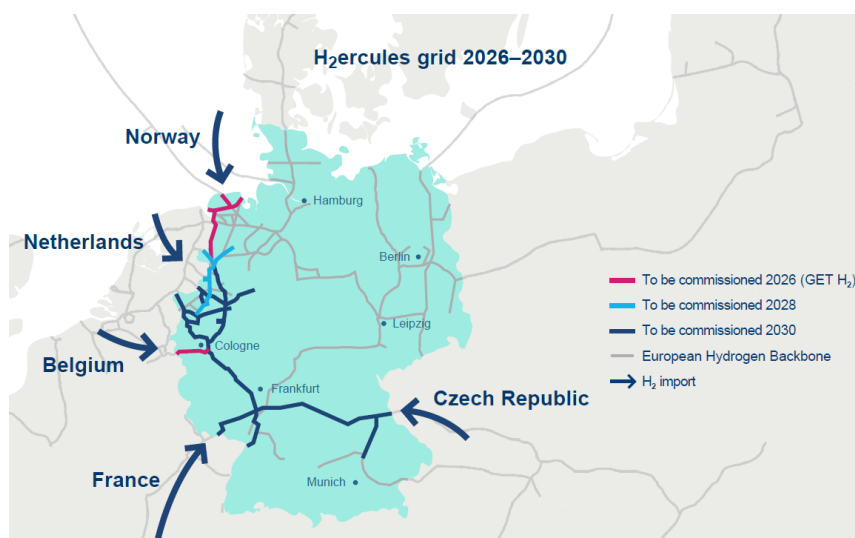 H₂ercules grid 2026–2030
Norway
Hamburg
Netherlands
Berlin
To be commissioned 2026 (GET H₂)
To be commissioned 2028
To be commissioned 2030
European Hydrogen Backbone
H₂ import
Leipzig
Cologne
Belgium
Frankfurt
Czech Republic
France
Munich